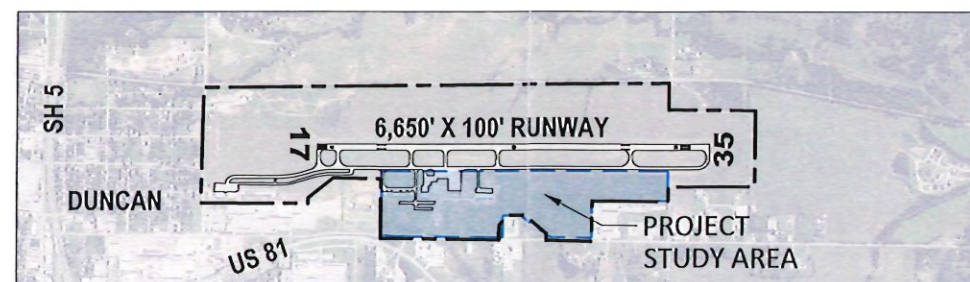 SH 5
17
6,650' X 100' RUNWAY
35
DUNCAN
US 81
PROJECT
STUDY AREA